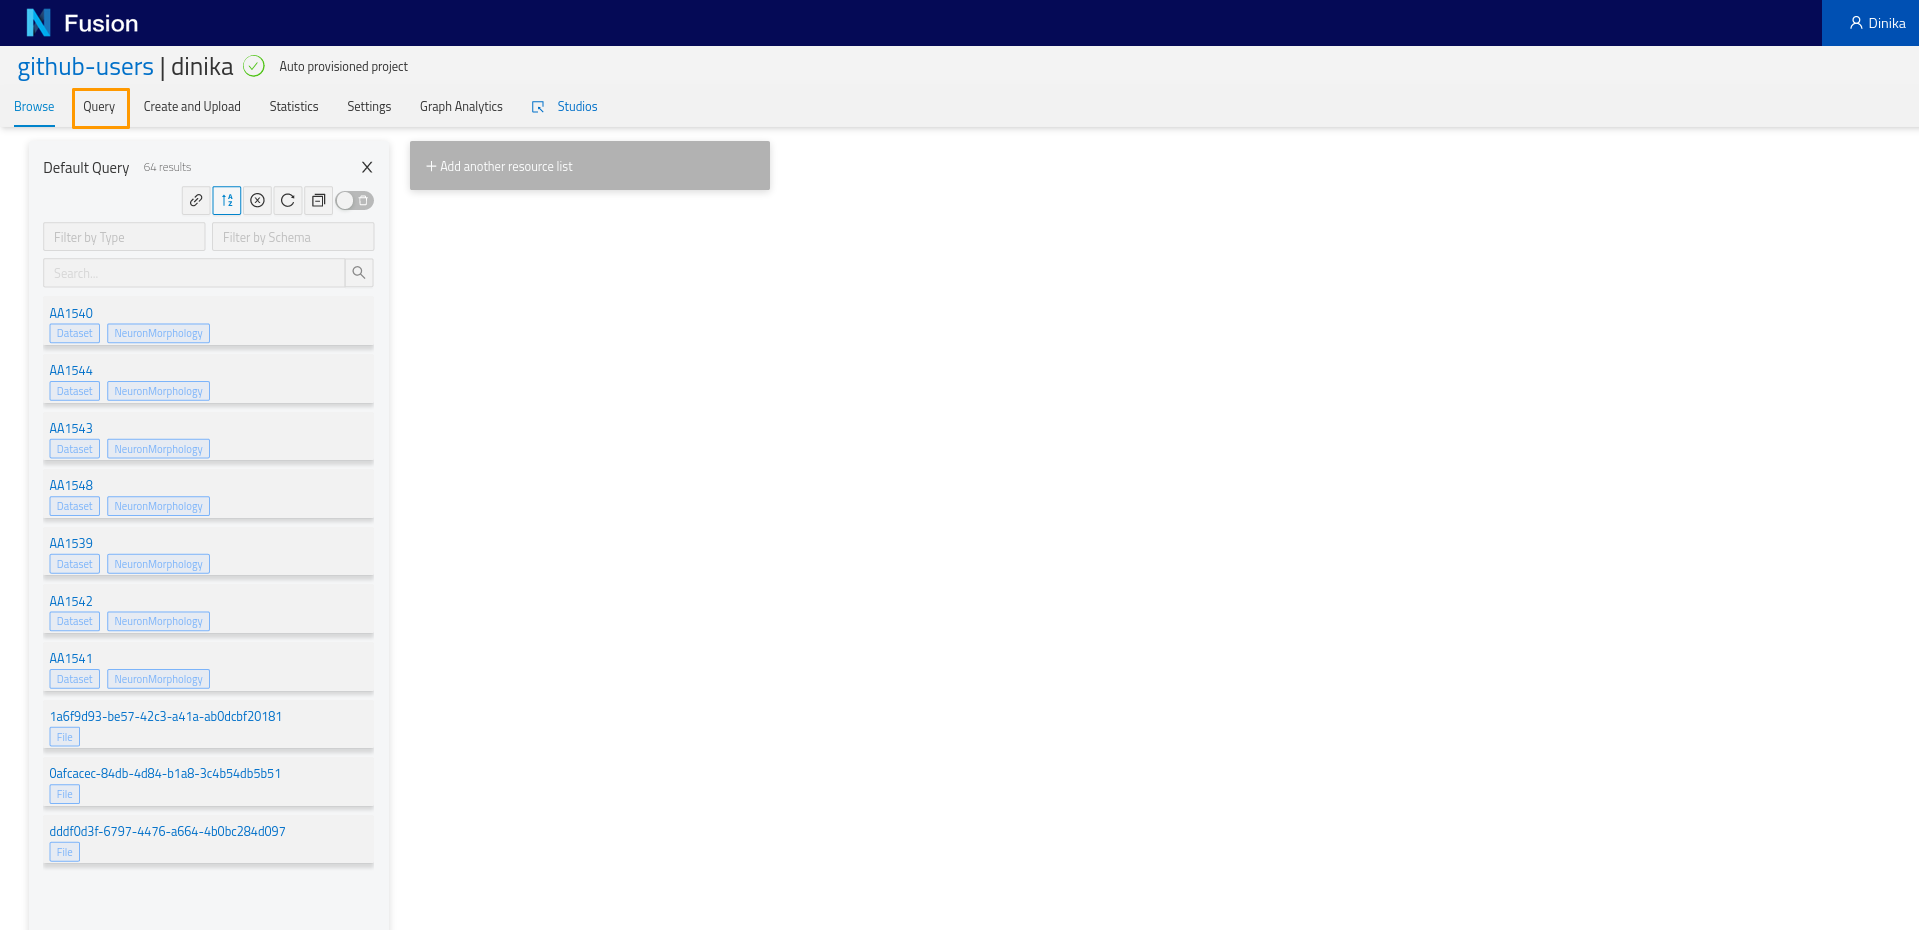 Fusion
Dinika
github-users | dinika
Auto provisioned project
Browse
Query
Create and Upload
Statistics
Settings
Graph Analytics
Studios
Default Query
64 results
X
+ Add another resource list
Filter by Type
Filter by Schema
Search...
AA1540
Dataset NeuronMorphology
AA1544
Dataset NeuronMorphology
AA1543
Dataset NeuronMorphology
AA1548
Dataset NeuronMorphology
AA1539
Dataset NeuronMorphology
AA1542
Dataset NeuronMorphology
AA1541
Dataset NeuronMorphology
1a6f9d93-be57-42c3-a41a-ab0dcbf20181
File
0afcacec-84db-4d84-b1a8-3c4b54db5b51
File
dddf0d3f-6797-4476-a664-4b0bc284d097
File